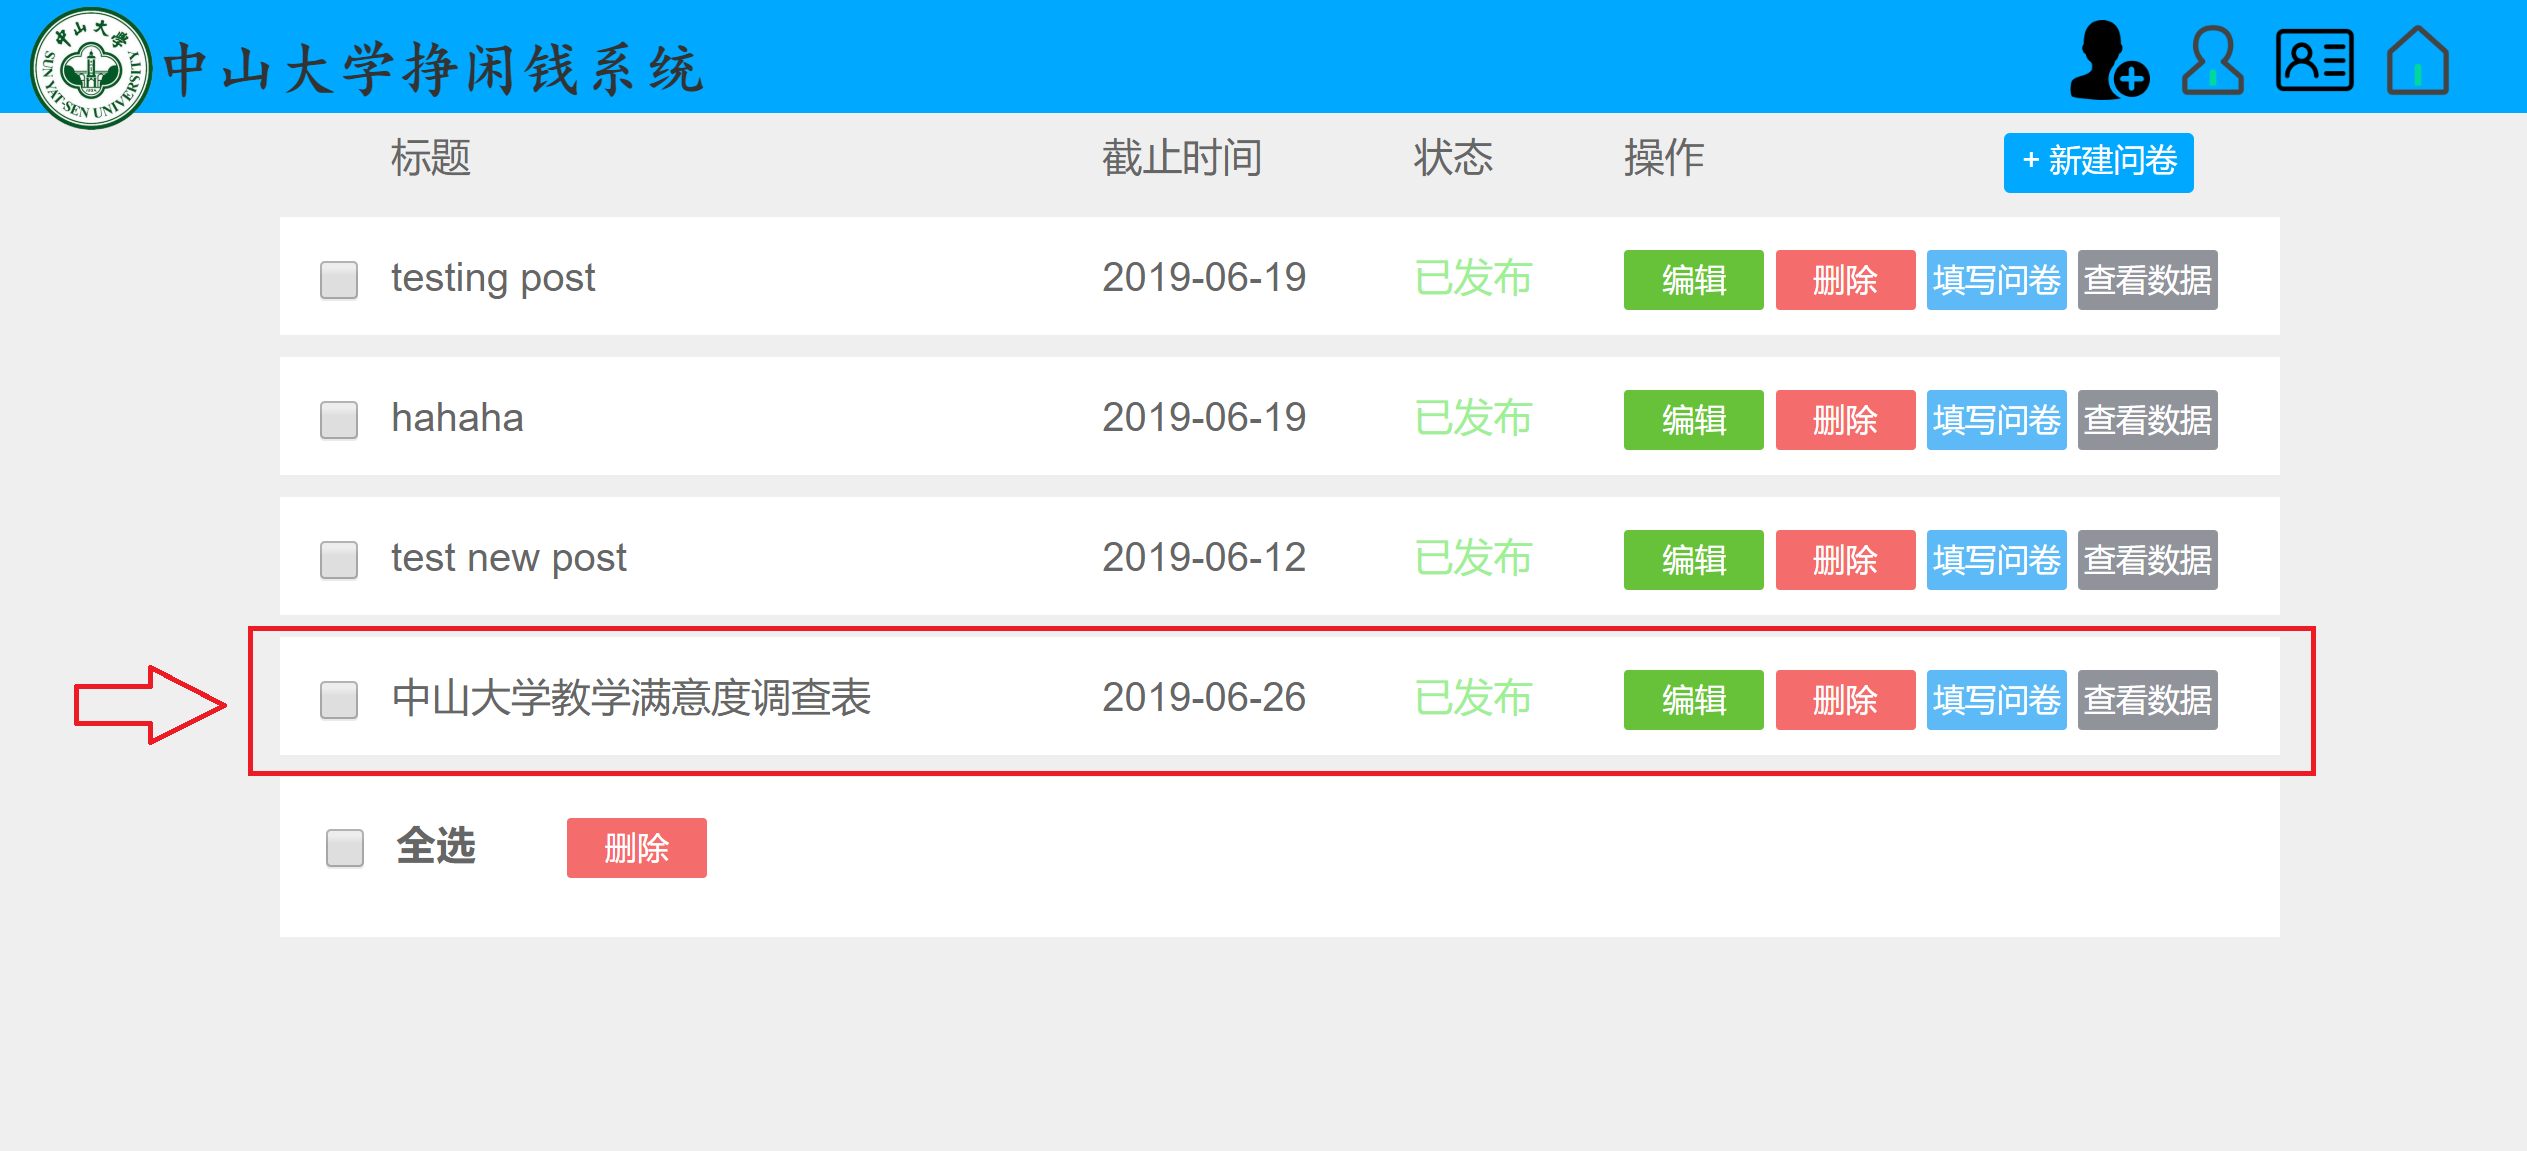 中山大学 SUN YAT-SEN UNIVERSITY
中山大学挣闲钱系统
标题 截止时间 状态 操作 + 新建问卷
testing post 2019-06-19 已发布 编辑 删除 填写问卷 查看数据
hahaha 2019-06-19 已发布 编辑 删除 填写问卷 查看数据
test new post 2019-06-12 已发布 编辑 删除 填写问卷 查看数据
中山大学教学满意度调查表 2019-06-26 已发布 编辑 删除 填写问卷 查看数据
全选 删除